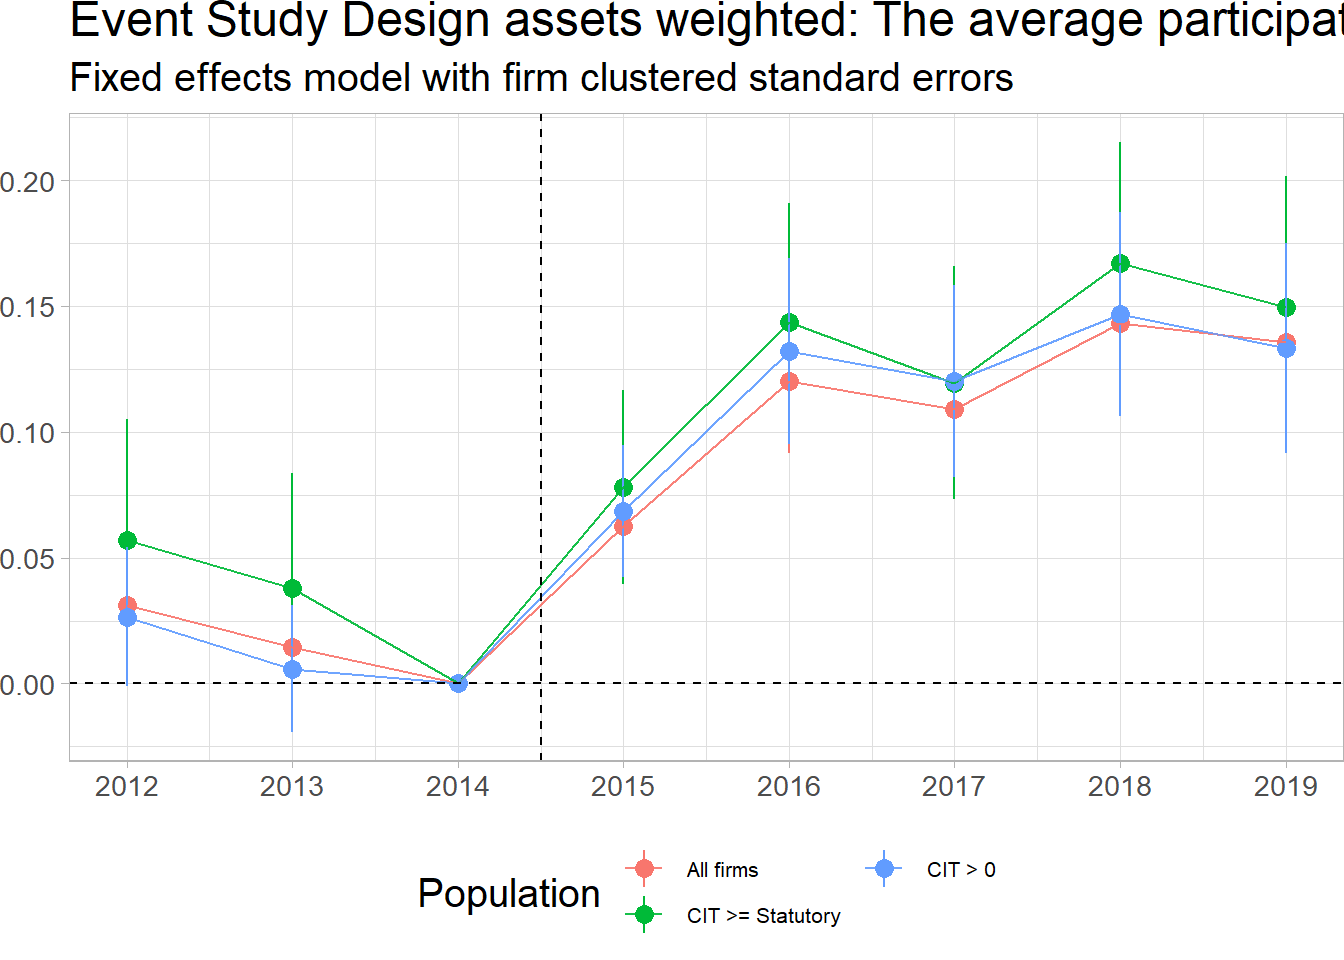 Event Study Design assets weighted: The average participat
Fixed effects model with firm clustered standard errors
0.20
0.15
0.10
0.05
0.00
2012 2013 2014 2015 2016 2017 2018 2019
Population
All firms
CIT > 0
CIT >= Statutory